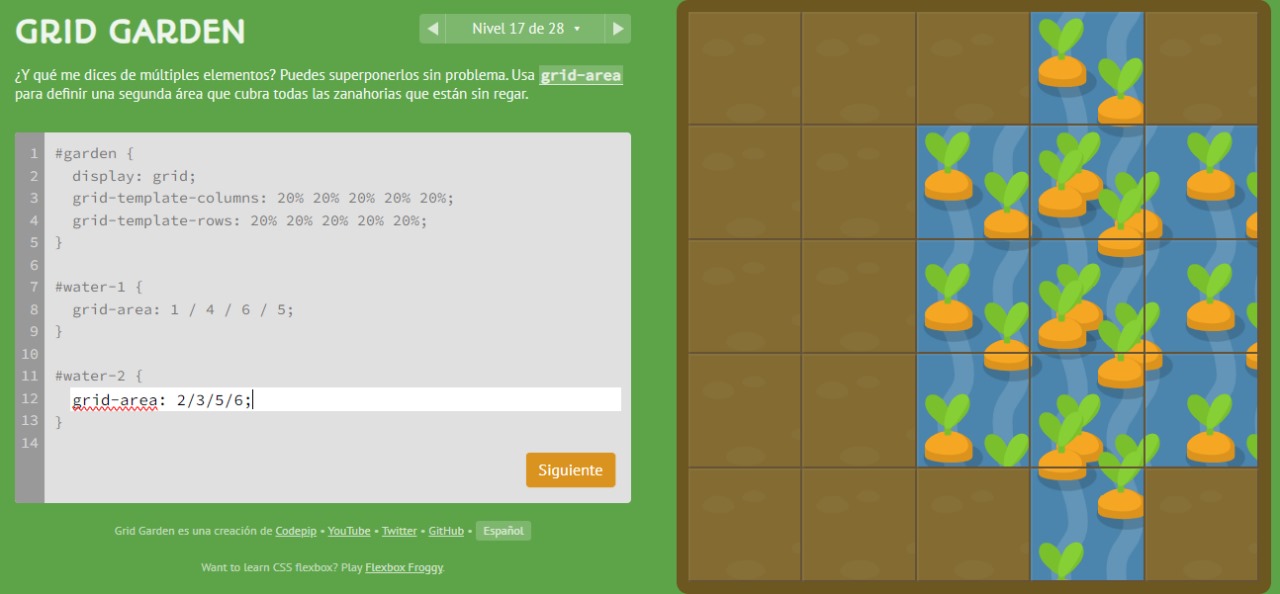 GRID GARDEN
Nivel 17 de 28
¿Y qué me dices de múltiples elementos? Puedes superponerlos sin problema. Usa grid-area
para definir una segunda área que cubra todas las zanahorias que están sin regar.
1 #garden {
2 display: grid;
3 grid-template-columns: 20% 20% 20% 20% 20%;
4 grid-template-rows: 20% 20% 20% 20% 20%;
5 }
6
7 #water-1 {
8 grid-area: 1 / 4 / 6 / 5;
9 }
10
11 #water-2 {
12 grid-area: 2/3/5/6;
13 }
14
Siguiente
Grid Garden es una creación de Codepip • YouTube • Twitter • GitHub • Español
Want to learn CSS flexbox? Play Flexbox Froggy.